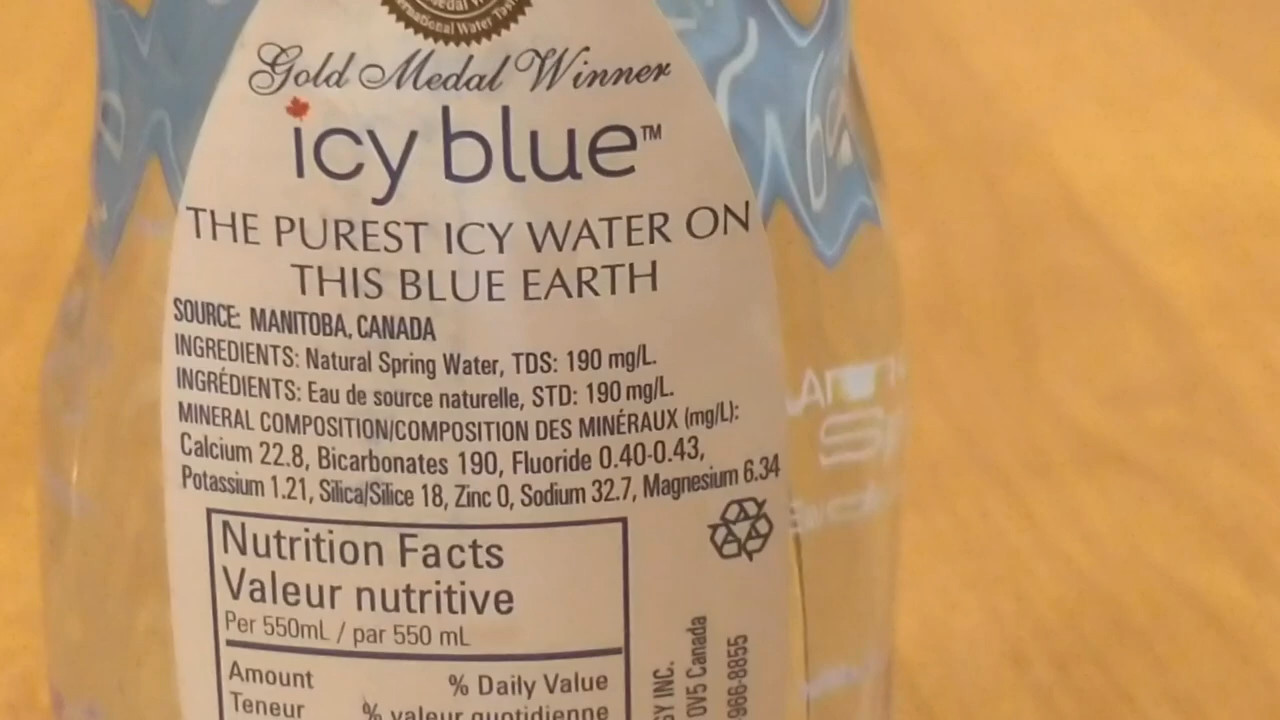 Gold Medal Winner
icy blue™
THE PUREST ICY WATER ON
THIS BLUE EARTH
SOURCE: MANITOBA, CANADA
INGREDIENTS: Natural Spring Water, TDS: 190 mg/L.
INGRÉDIENTS: Eau de source naturelle, STD: 190 mg/L.
MINERAL COMPOSITION/COMPOSITION DES MINÉRAUX (mg/L):
Calcium 22.8, Bicarbonates 190, Fluoride 0.40-0.43,
Potassium 1.21, Silica/Silice 18, Zinc 0, Sodium 32.7, Magnesium 6.34
Nutrition Facts
Valeur nutritive
Per 550mL / par 550 mL
Amount % Daily Value
Teneur % valeur quotidienne
INC.
0V5 Canada
966-8855